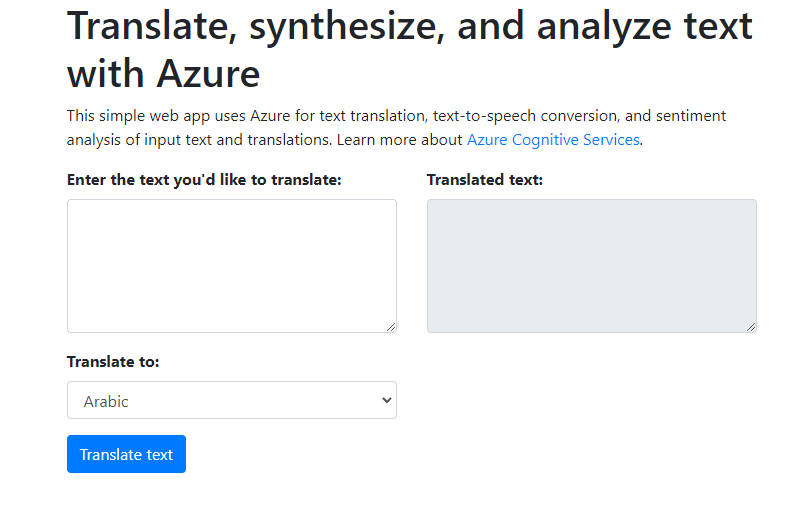 Translate, synthesize, and analyze text
with Azure
This simple web app uses Azure for text translation, text-to-speech conversion, and sentiment
analysis of input text and translations. Learn more about Azure Cognitive Services.
Enter the text you'd like to translate:
Translated text:
Translate to:
Arabic
Translate text